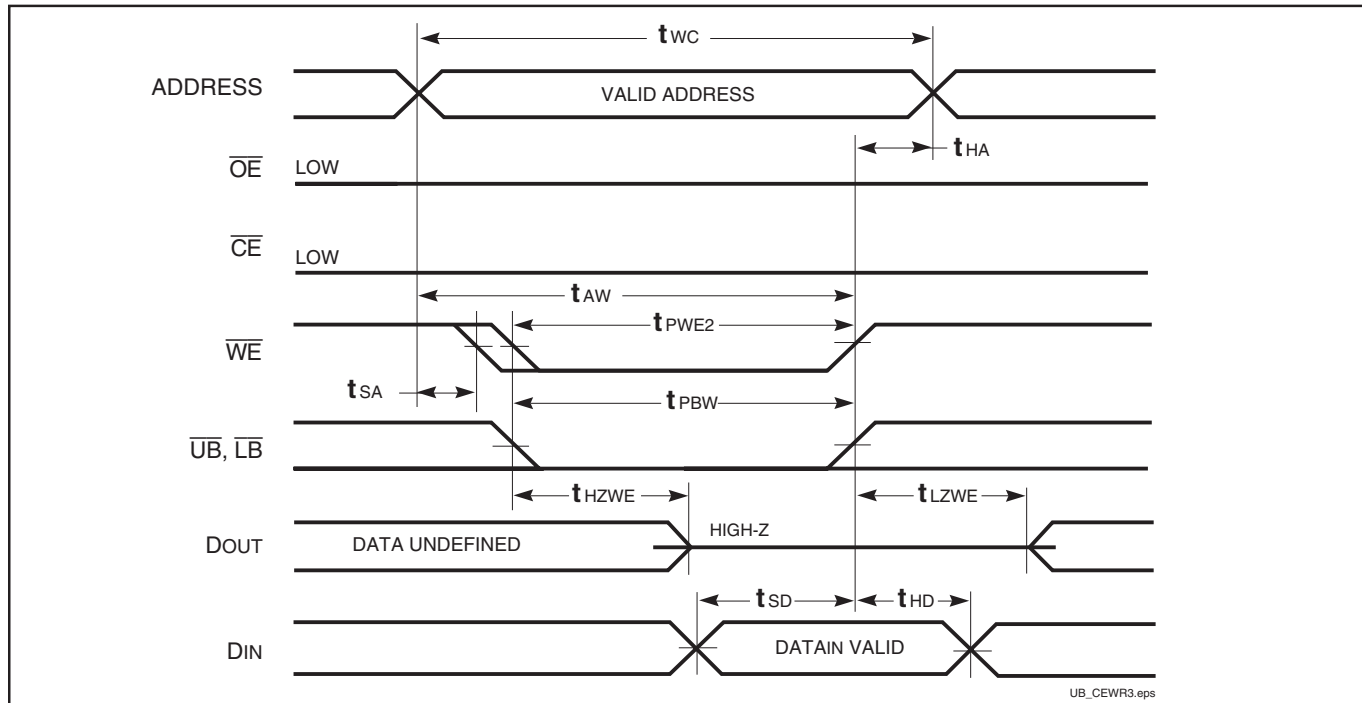 tWC
ADDRESS
VALID ADDRESS
tHA
OE
LOW
CE
LOW
tAW
tPWE2
WE
tSA
tPBW
UB, LB
tHZWE
tLZWE
HIGH-Z
DOUT
DATA UNDEFINED
tSD
tHD
DIN
DATAIN VALID
UB_CEWR3.eps